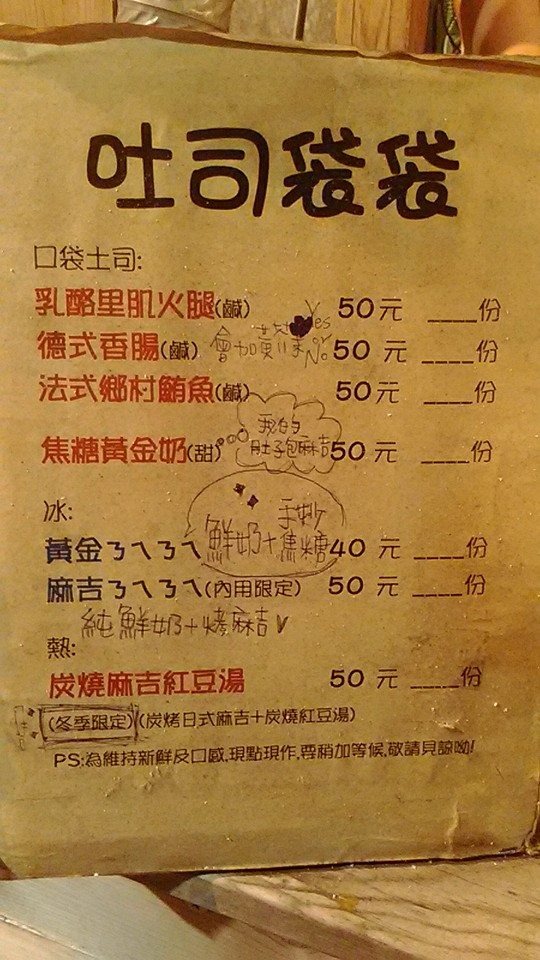 吐司袋袋
口袋土司:
乳酪里肌火腿(鹹) 50元 ____份
德式香腸(鹹) 會加黃 Yes or No 50元 ____份
法式鄉村鮪魚(鹹) 50元 ____份
焦糖黃金奶(甜) 我的肚子包麻吉 50元 ____份
冰:
黃金ㄋㄟㄋㄟ 鮮奶+手炒焦糖 40元 ____份
麻吉ㄋㄟㄋㄟ(內用限定) 50元 ____份
純鮮奶+烤麻吉
熱:
炭燒麻吉紅豆湯 50元 ____份
(冬季限定)(炭烤日式麻吉+炭燒紅豆湯)
PS:為維持新鮮及口感,現點現作,需稍加等候,敬請見諒呦!